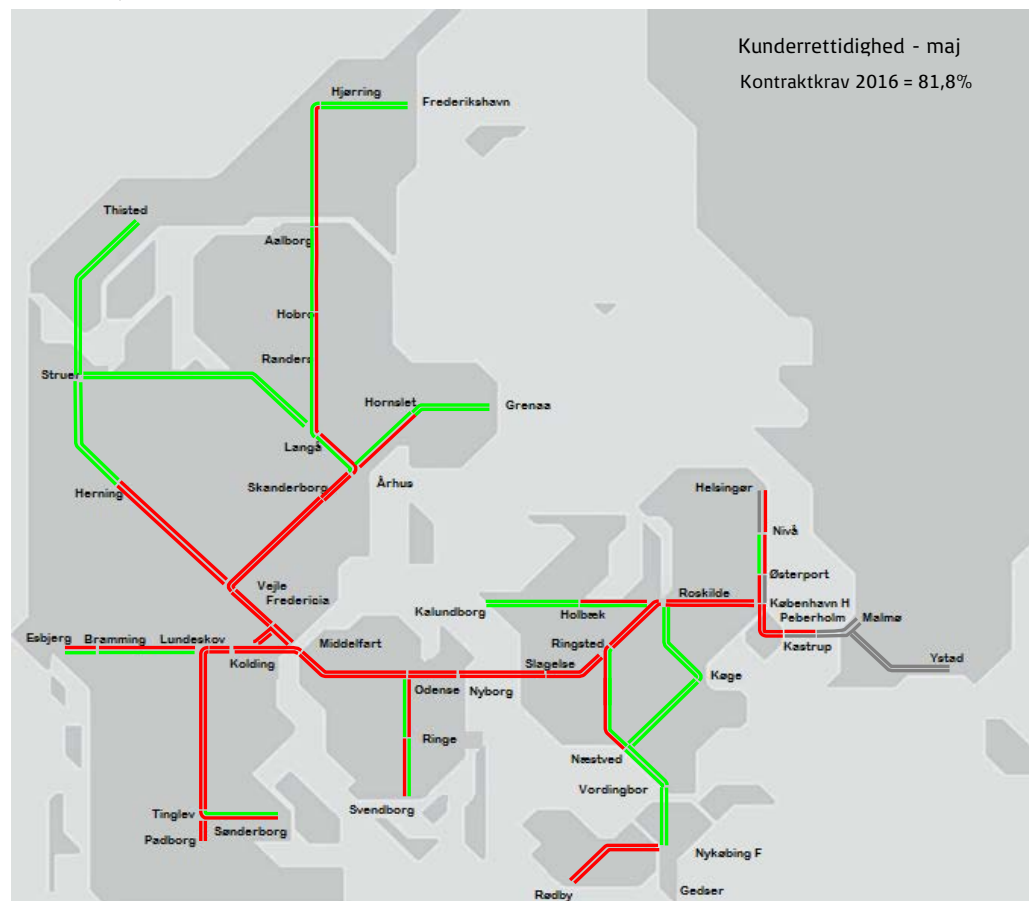 Kunderrettidighed - maj
Kontraktkrav 2016 = 81,8%
Hjørring
Frederikshavn
Thisted
Aalborg
Hobro
Randers
Struer
Hornslet
Grenaa
Langå
Århus
Skanderborg
Herning
Helsingør
Nivå
Østerport
Vejle
Fredericia
Roskilde
København H
Kalundborg
Holbæk
Peberholm
Malmø
Esbjerg
Bramming
Lundeskov
Middelfart
Ringsted
Kastrup
Kolding
Slagelse
Ystad
Odense
Nyborg
Køge
Ringe
Næstved
Vordingbor
Svendborg
Tinglev
Sønderborg
Padborg
Nykøbing F
Rødby
Gedser